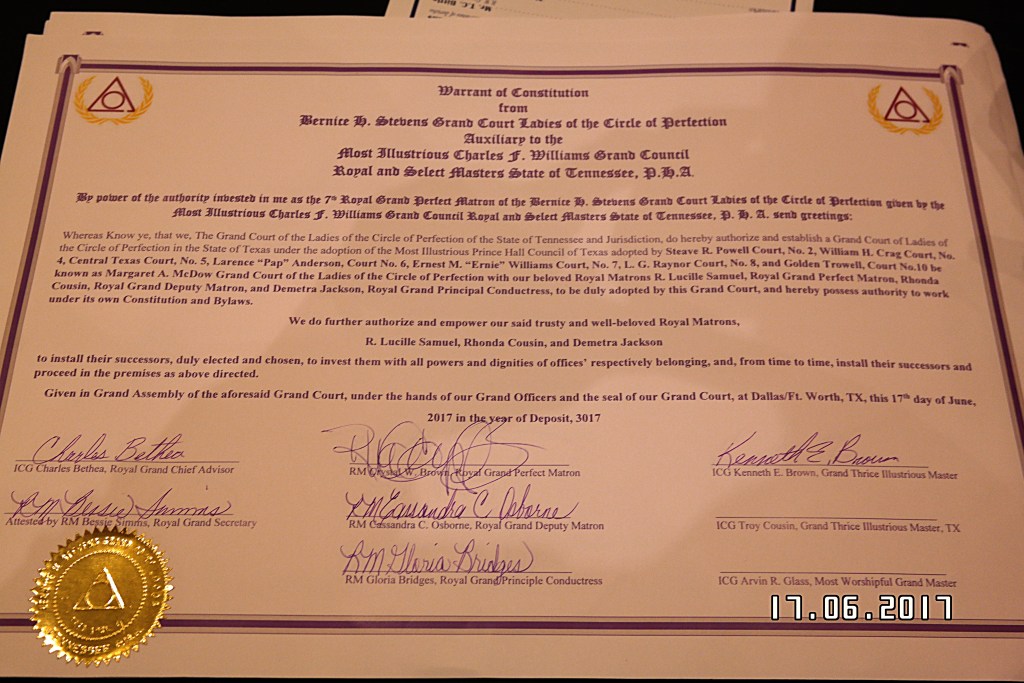 Warrant of Constitution
from
Bernice H. Stevens Grand Court Ladies of the Circle of Perfection
Auxiliary to the
Most Illustrious Charles F. Williams Grand Council
Royal and Select Masters State of Tennessee, P.H.A.
By power of the authority invested in me as the 7th Royal Grand Perfect Matron of the Bernice H. Stevens Grand Court Ladies of the Circle of Perfection given by the
Most Illustrious Charles F. Williams Grand Council Royal and Select Masters State of Tennessee, P. H. A. send greetings:
Whereas Know ye, that we, The Grand Court of the Ladies of the Circle of Perfection of the State of Tennessee and Jurisdiction, do hereby authorize and establish a Grand Court of Ladies of
the Circle of Perfection in the State of Texas under the adoption of the Most Illustrious Prince Hall Council of Texas adopted by Steave R. Powell Court, No. 2, William H. Crag Court, No.
4, Central Texas Court, No. 5, Larence "Pap" Anderson, Court No. 6, Ernest M. "Ernie" Williams Court, No. 7, L. G. Raynor Court, No. 8, and Golden Trowell, Court No.10 be
known as Margaret A. McDow Grand Court of the Ladies of the Circle of Perfection with our beloved Royal Matrons R. Lucille Samuel, Royal Grand Perfect Matron, Rhonda
Cousin, Royal Grand Deputy Matron, and Demetra Jackson, Royal Grand Principal Conductress, to be duly adopted by this Grand Court, and hereby possess authority to work
under its own Constitution and Bylaws.
We do further authorize and empower our said trusty and well-beloved Royal Matrons,
R. Lucille Samuel, Rhonda Cousin, and Demetra Jackson
to install their successors, duly elected and chosen, to invest them with all powers and dignities of offices' respectively belonging, and, from time to time, install their successors and
proceed in the premises as above directed.
Given in Grand Assembly of the aforesaid Grand Court, under the hands of our Grand Officers and the seal of our Grand Court, at Dallas/Ft. Worth, TX, this 17th day of June,
2017 in the year of Deposit, 3017
Charles Bethea
ICG Charles Bethea, Royal Grand Chief Advisor
RM Crystal W. Brown, Royal Grand Perfect Matron
Kenneth E. Brown
ICG Kenneth E. Brown, Grand Thrice Illustrious Master
RM Bessie Simms
Attested by RM Bessie Simms, Royal Grand Secretary
RM Cassandra C. Osborne
RM Cassandra C. Osborne, Royal Grand Deputy Matron
ICG Troy Cousin, Grand Thrice Illustrious Master, TX
RM Gloria Bridges
RM Gloria Bridges, Royal Grand Principle Conductress
ICG Arvin R. Glass, Most Worshipful Grand Master
17.06.2017